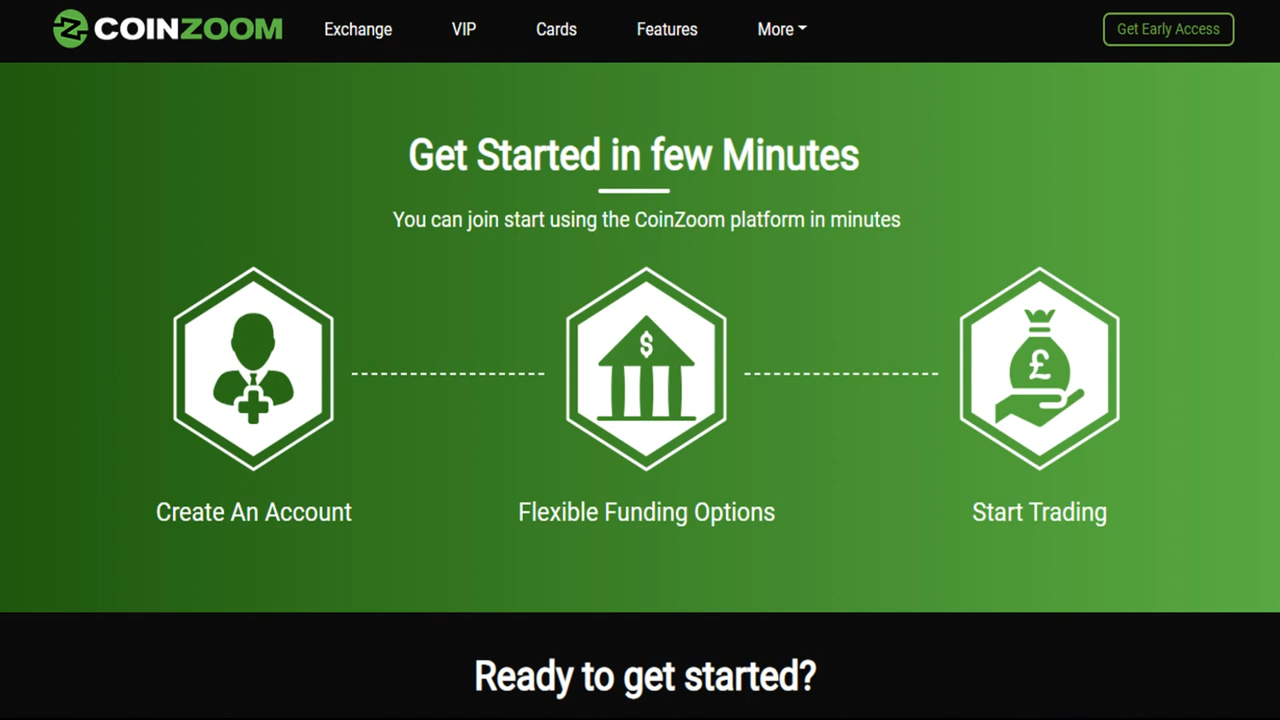 COINZOOM Exchange VIP Cards Features More Get Early Access
Get Started in few Minutes
You can join start using the CoinZoom platform in minutes
$
£
Create An Account Flexible Funding Options Start Trading
Ready to get started?